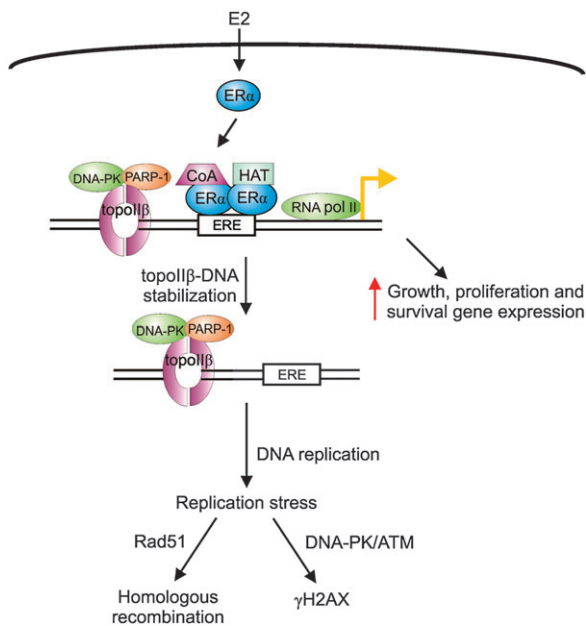 E2
ERα
DNA-PK PARP-1
topoIIβ
CoA HAT
ERα ERα
ERE
RNA pol II
topoIIβ-DNA
stabilization
Growth, proliferation and
survival gene expression
DNA-PK PARP-1
topoIIβ
ERE
DNA replication
Replication stress
Rad51
DNA-PK/ATM
Homologous
recombination
γH2AX